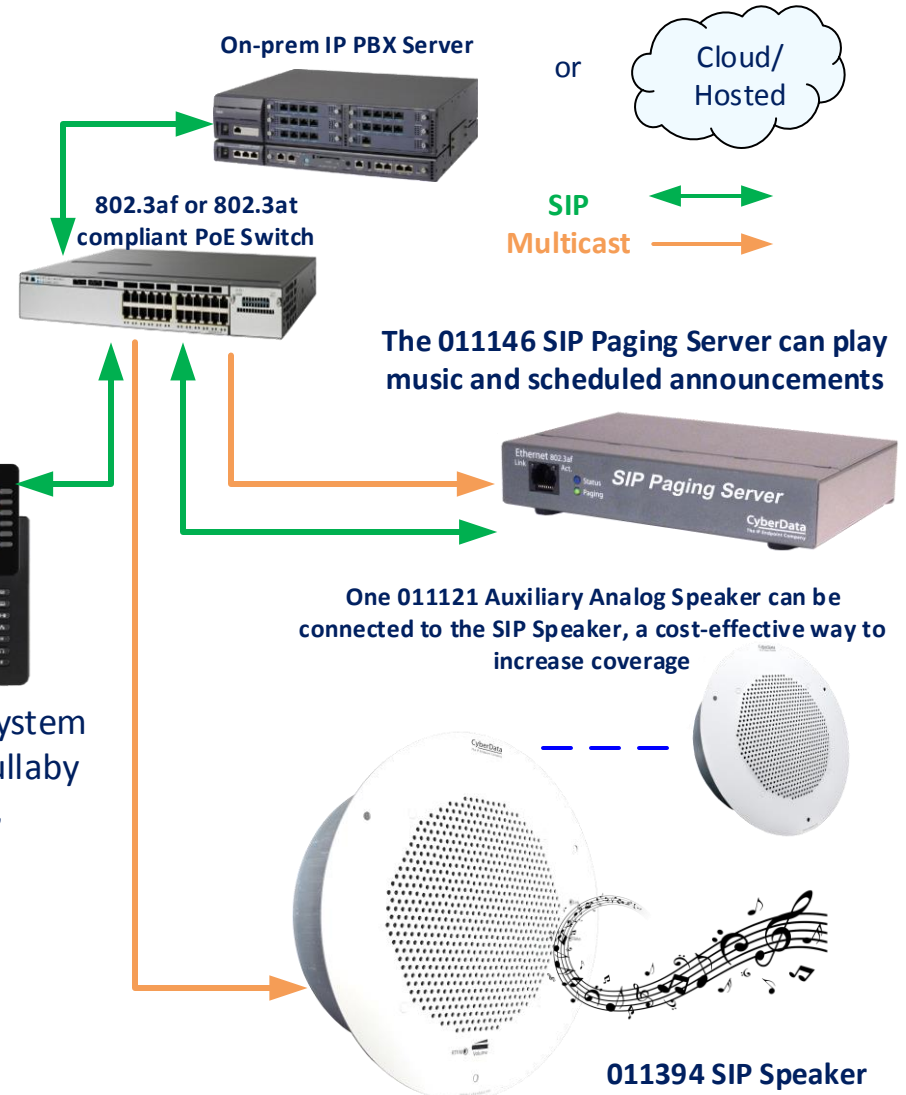 On-prem IP PBX Server
or
Cloud/
Hosted
802.3af or 802.3at
compliant PoE Switch
SIP
Multicast
The 011146 SIP Paging Server can play
music and scheduled announcements
Ethernet 802.3af
Link
Act.
Status
Paging
SIP Paging Server
CyberData
The IP Endpoint Company
One 011121 Auxiliary Analog Speaker can be
connected to the SIP Speaker, a cost-effective way to
increase coverage
ystem
ullaby
CyberData
VOLUME
011394 SIP Speaker